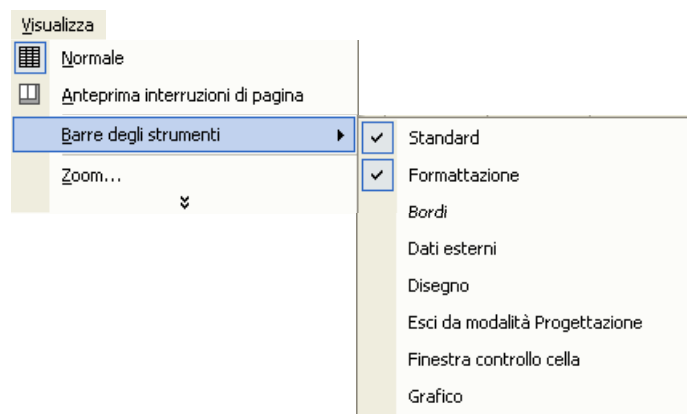 Visualizza
Normale
Anteprima interruzioni di pagina
Barre degli strumenti
Zoom...
Standard
Formattazione
Bordi
Dati esterni
Disegno
Esci da modalità Progettazione
Finestra controllo cella
Grafico